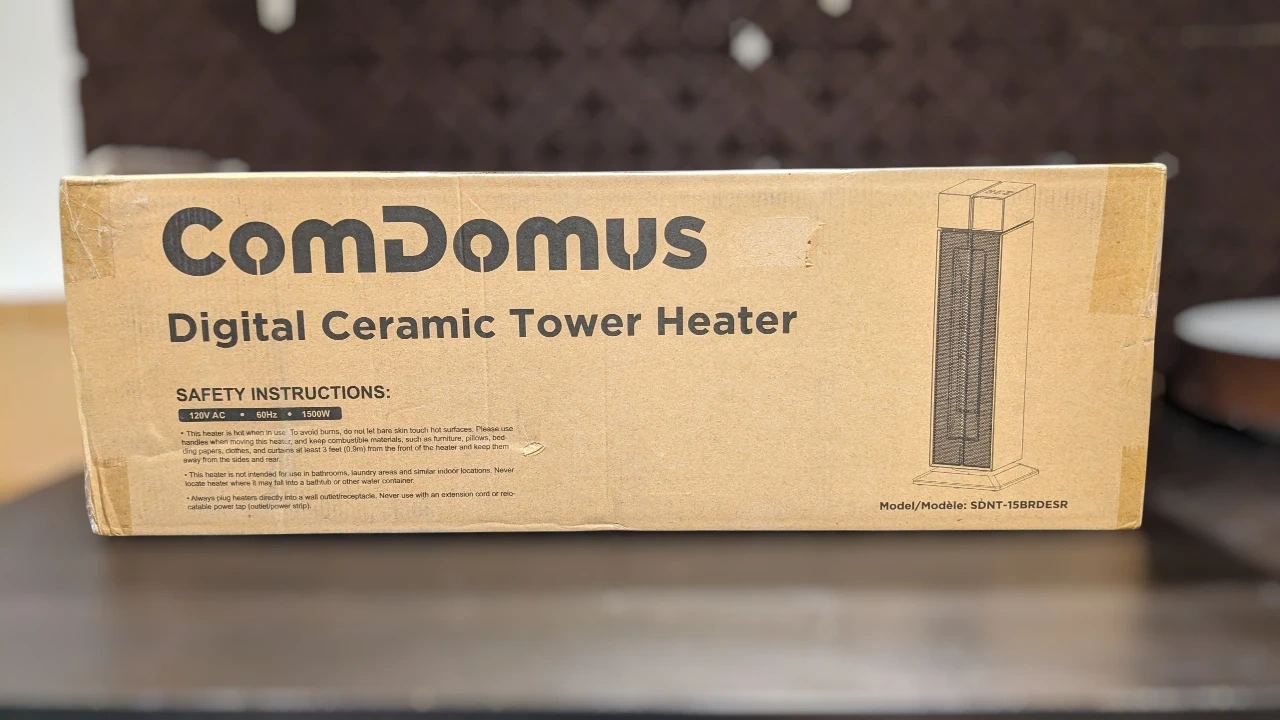 ComDomus
Digital Ceramic Tower Heater
SAFETY INSTRUCTIONS:
120V AC • 60Hz • 1500W
• This heater is hot when in use. To avoid burns, do not let bare skin touch hot surfaces. Please use
handles when moving this heater, and keep combustible materials, such as furniture, pillows, bed-
ding papers, clothes, and curtains at least 3 feet (0.9m) from the front of the heater and keep them
away from the sides and rear.
• This heater is not intended for use in bathrooms, laundry areas and similar indoor locations. Never
locate heater where it may fall into a bathtub or other water container.
• Always plug heaters directly into a wall outlet/receptacle. Never use with an extension cord or relo-
catable power tap (outlet/power strip).
Model/Modèle: SDNT-15BRDESR